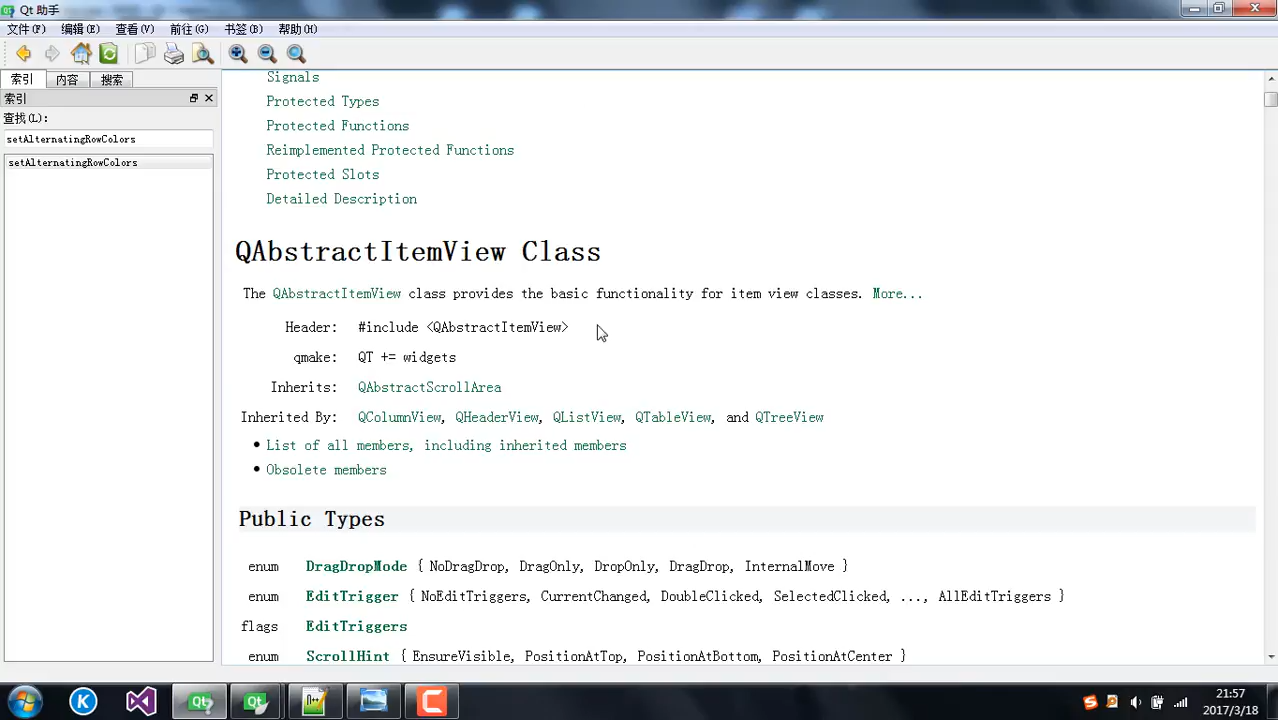 Qt 助手
文件(F) 编辑(E) 查看(V) 前往(G) 书签(B) 帮助(H)
索引 内容 搜索
索引
查找(L):
setAlternatingRowColors
setAlternatingRowColors
Signals
Protected Types
Protected Functions
Reimplemented Protected Functions
Protected Slots
Detailed Description
QAbstractItemView Class
The QAbstractItemView class provides the basic functionality for item view classes. More...
Header: #include <QAbstractItemView>
qmake: QT += widgets
Inherits: QAbstractScrollArea
Inherited By: QColumnView, QHeaderView, QListView, QTableView, and QTreeView
• List of all members, including inherited members
• Obsolete members
Public Types
enum DragDropMode { NoDragDrop, DragOnly, DropOnly, DragDrop, InternalMove }
enum EditTrigger { NoEditTriggers, CurrentChanged, DoubleClicked, SelectedClicked, ..., AllEditTriggers }
flags EditTriggers
enum ScrollHint { EnsureVisible, PositionAtTop, PositionAtBottom, PositionAtCenter }
21:57
2017/3/18